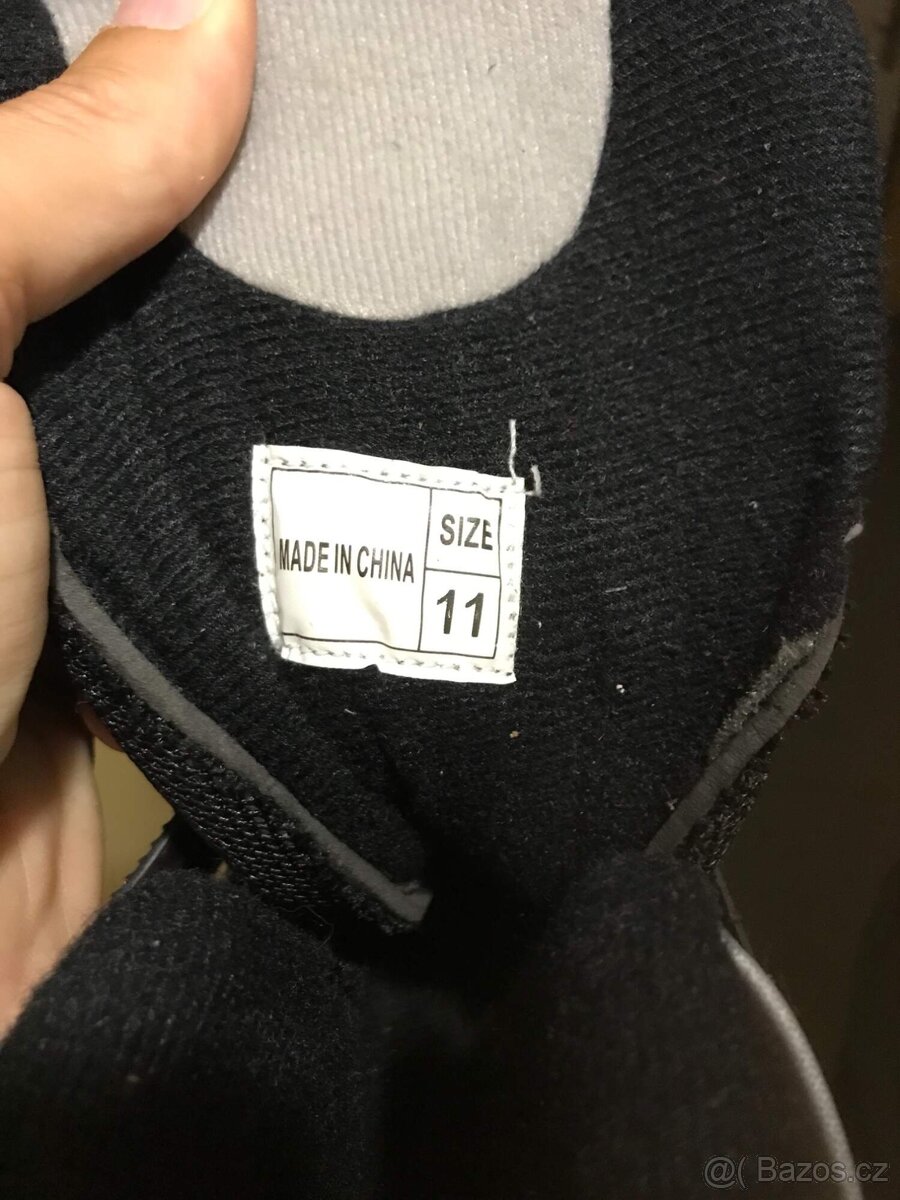 MADE IN CHINA
SIZE
11
@( Bazos.cz